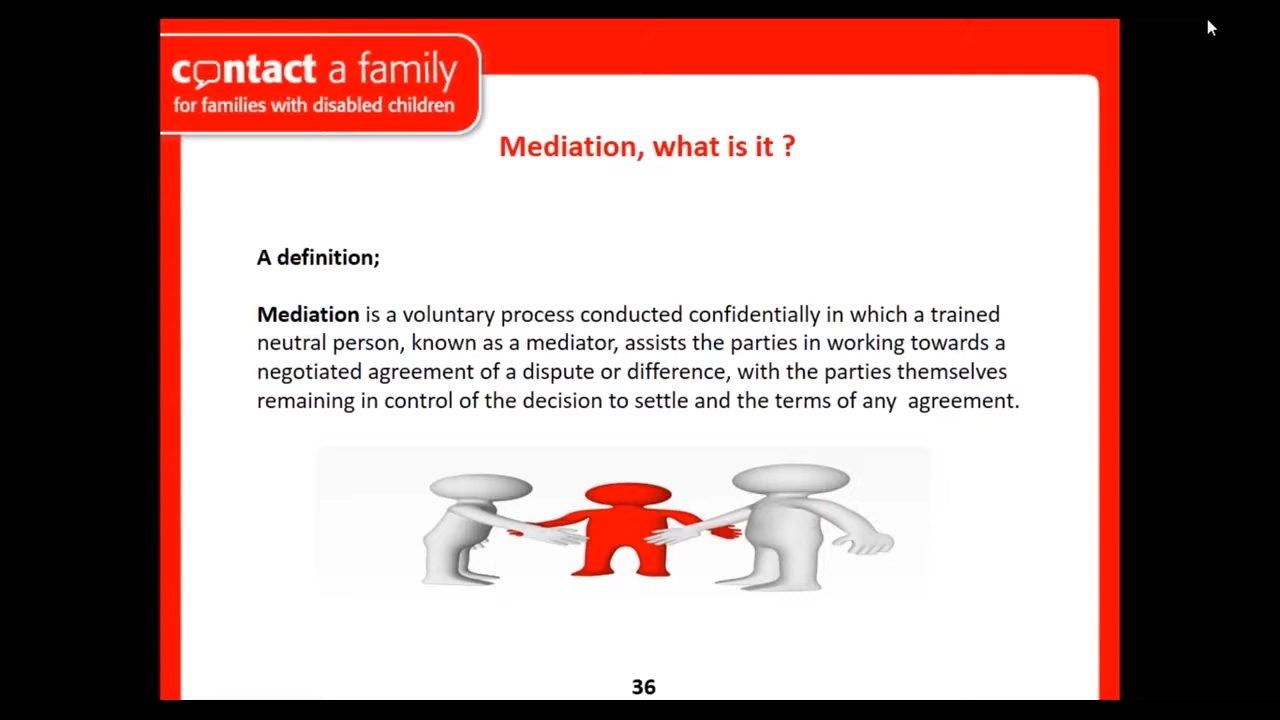 contact a family
for families with disabled children
Mediation, what is it ?
A definition;
Mediation is a voluntary process conducted confidentially in which a trained
neutral person, known as a mediator, assists the parties in working towards a
negotiated agreement of a dispute or difference, with the parties themselves
remaining in control of the decision to settle and the terms of any  agreement.
36